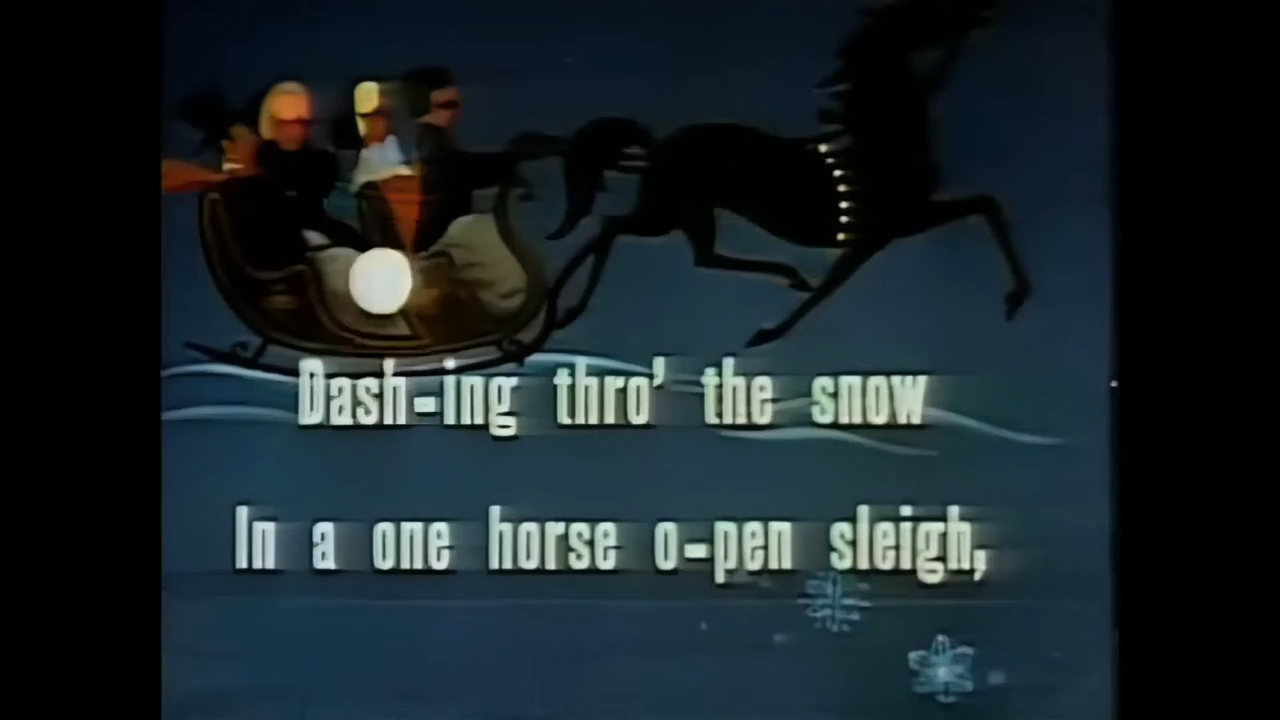 Dash-ing thro' the snow
In a one horse o-pen sleigh,